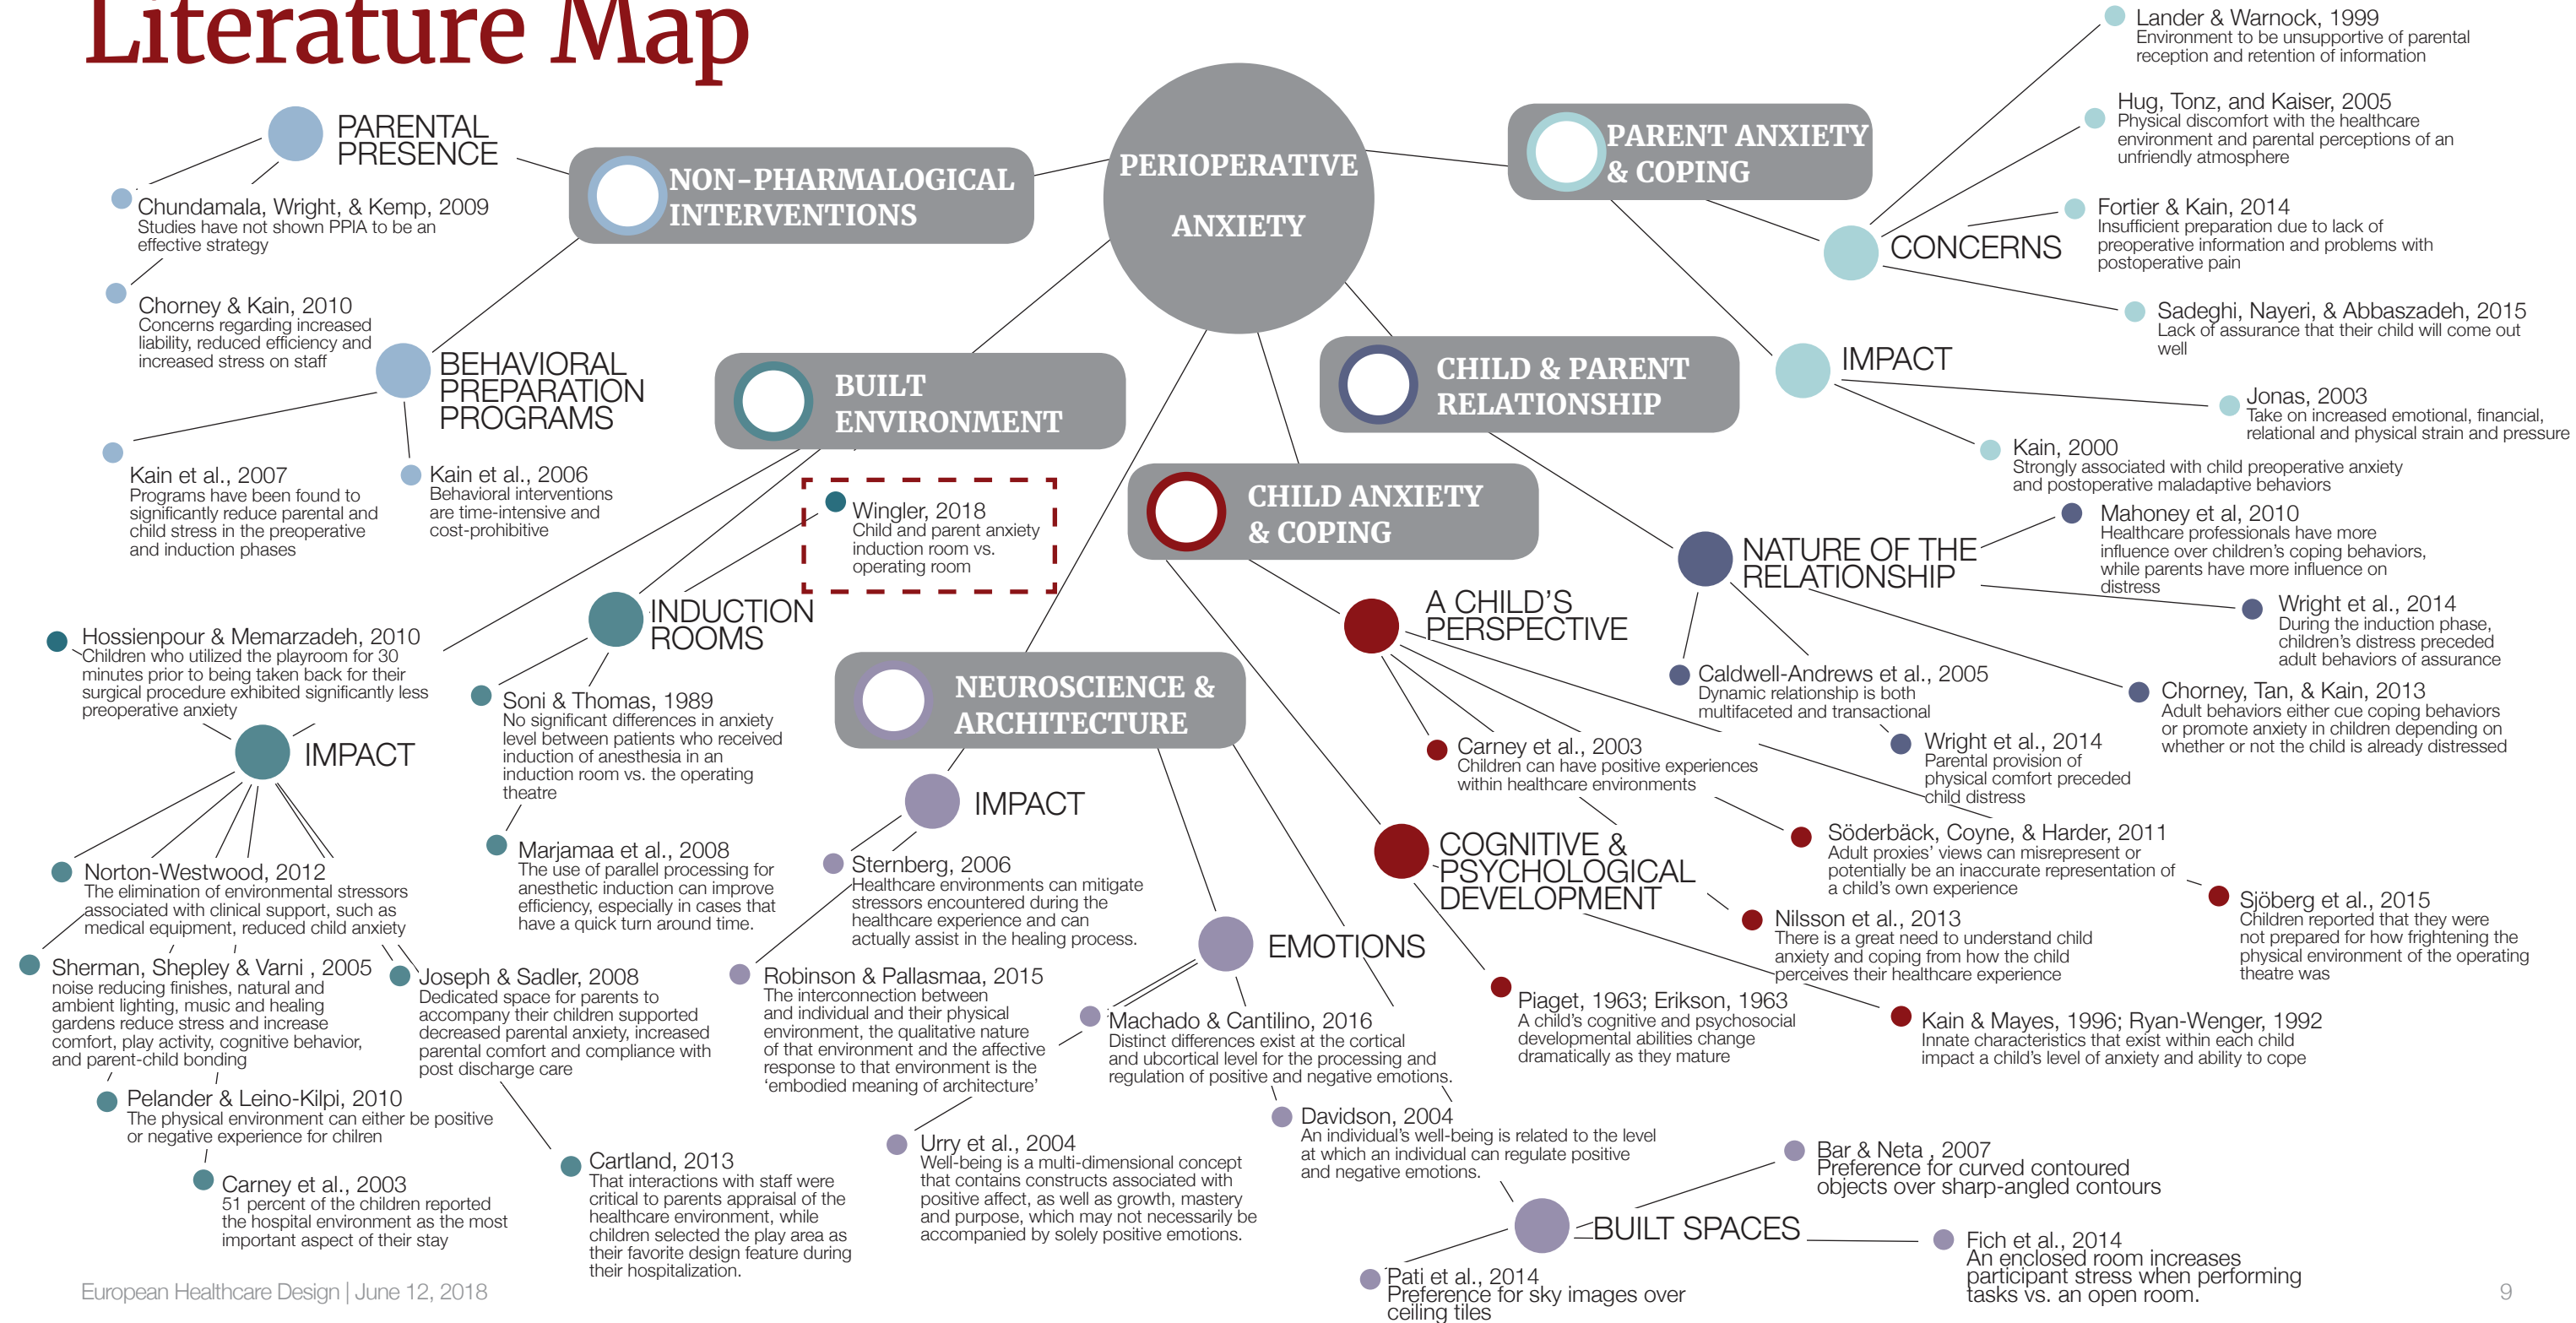 Literature Map
PERIOPERATIVE
ANXIETY
NON-PHARMALOGICAL
INTERVENTIONS
PARENTAL
PRESENCE
Chundamala, Wright, & Kemp, 2009
Studies have not shown PPIA to be an
effective strategy
Chorney & Kain, 2010
Concerns regarding increased
liability, reduced efficiency and
increased stress on staff
BEHAVIORAL
PREPARATION
PROGRAMS
Kain et al., 2007
Programs have been found to
significantly reduce parental and
child stress in the preoperative
and induction phases
Kain et al., 2006
Behavioral interventions
are time-intensive and
cost-prohibitive
BUILT
ENVIRONMENT
Wingler, 2018
Child and parent anxiety
induction room vs.
operating room
INDUCTION
ROOMS
Soni & Thomas, 1989
No significant differences in anxiety
level between patients who received
induction of anesthesia in an
induction room vs. the operating
theatre
Marjamaa et al., 2008
The use of parallel processing for
anesthetic induction can improve
efficiency, especially in cases that
have a quick turn around time.
Hossienpour & Memarzadeh, 2010
Children who utilized the playroom for 30
minutes prior to being taken back for their
surgical procedure exhibited significantly less
preoperative anxiety
IMPACT
Norton-Westwood, 2012
The elimination of environmental stressors
associated with clinical support, such as
medical equipment, reduced child anxiety
Sherman, Shepley & Varni , 2005
noise reducing finishes, natural and
ambient lighting, music and healing
gardens reduce stress and increase
comfort, play activity, cognitive behavior,
and parent-child bonding
Joseph & Sadler, 2008
Dedicated space for parents to
accompany their children supported
decreased parental anxiety, increased
parental comfort and compliance with
post discharge care
Pelander & Leino-Kilpi, 2010
The physical environment can either be positive
or negative experience for chilren
Carney et al., 2003
51 percent of the children reported
the hospital environment as the most
important aspect of their stay
Cartland, 2013
That interactions with staff were
critical to parents appraisal of the
healthcare environment, while
children selected the play area as
their favorite design feature during
their hospitalization.
NEUROSCIENCE &
ARCHITECTURE
IMPACT
Sternberg, 2006
Healthcare environments can mitigate
stressors encountered during the
healthcare experience and can
actually assist in the healing process.
Robinson & Pallasmaa, 2015
The interconnection between
and individual and their physical
environment, the qualitative nature
of that environment and the affective
response to that environment is the
‘embodied meaning of architecture’
EMOTIONS
Machado & Cantilino, 2016
Distinct differences exist at the cortical
and ubcortical level for the processing and
regulation of positive and negative emotions.
Urry et al., 2004
Well-being is a multi-dimensional concept
that contains constructs associated with
positive affect, as well as growth, mastery
and purpose, which may not necessarily be
accompanied by solely positive emotions.
Davidson, 2004
An individual’s well-being is related to the level
at which an individual can regulate positive
and negative emotions.
BUILT SPACES
Bar & Neta , 2007
Preference for curved contoured
objects over sharp-angled contours
Fich et al., 2014
An enclosed room increases
participant stress when performing
tasks vs. an open room.
Pati et al., 2014
Preference for sky images over
ceiling tiles
CHILD ANXIETY
& COPING
A CHILD’S
PERSPECTIVE
Carney et al., 2003
Children can have positive experiences
within healthcare environments
Söderbäck, Coyne, & Harder, 2011
Adult proxies’ views can misrepresent or
potentially be an inaccurate representation of
a child’s own experience
Nilsson et al., 2013
There is a great need to understand child
anxiety and coping from how the child
perceives their healthcare experience
Sjöberg et al., 2015
Children reported that they were
not prepared for how frightening the
physical environment of the operating
theatre was
COGNITIVE &
PSYCHOLOGICAL
DEVELOPMENT
Piaget, 1963; Erikson, 1963
A child’s cognitive and psychosocial
developmental abilities change
dramatically as they mature
Kain & Mayes, 1996; Ryan-Wenger, 1992
Innate characteristics that exist within each child
impact a child’s level of anxiety and ability to cope
CHILD & PARENT
RELATIONSHIP
NATURE OF THE
RELATIONSHIP
Mahoney et al, 2010
Healthcare professionals have more
influence over children’s coping behaviors,
while parents have more influence on
distress
Wright et al., 2014
During the induction phase,
children’s distress preceded
adult behaviors of assurance
Caldwell-Andrews et al., 2005
Dynamic relationship is both
multifaceted and transactional
Chorney, Tan, & Kain, 2013
Adult behaviors either cue coping behaviors
or promote anxiety in children depending on
whether or not the child is already distressed
Wright et al., 2014
Parental provision of
physical comfort preceded
child distress
PARENT ANXIETY
& COPING
CONCERNS
Lander & Warnock, 1999
Environment to be unsupportive of parental
reception and retention of information
Hug, Tonz, and Kaiser, 2005
Physical discomfort with the healthcare
environment and parental perceptions of an
unfriendly atmosphere
Fortier & Kain, 2014
Insufficient preparation due to lack of
preoperative information and problems with
postoperative pain
Sadeghi, Nayeri, & Abbaszadeh, 2015
Lack of assurance that their child will come out
well
IMPACT
Jonas, 2003
Take on increased emotional, financial,
relational and physical strain and pressure
Kain, 2000
Strongly associated with child preoperative anxiety
and postoperative maladaptive behaviors
European Healthcare Design | June 12, 2018
9